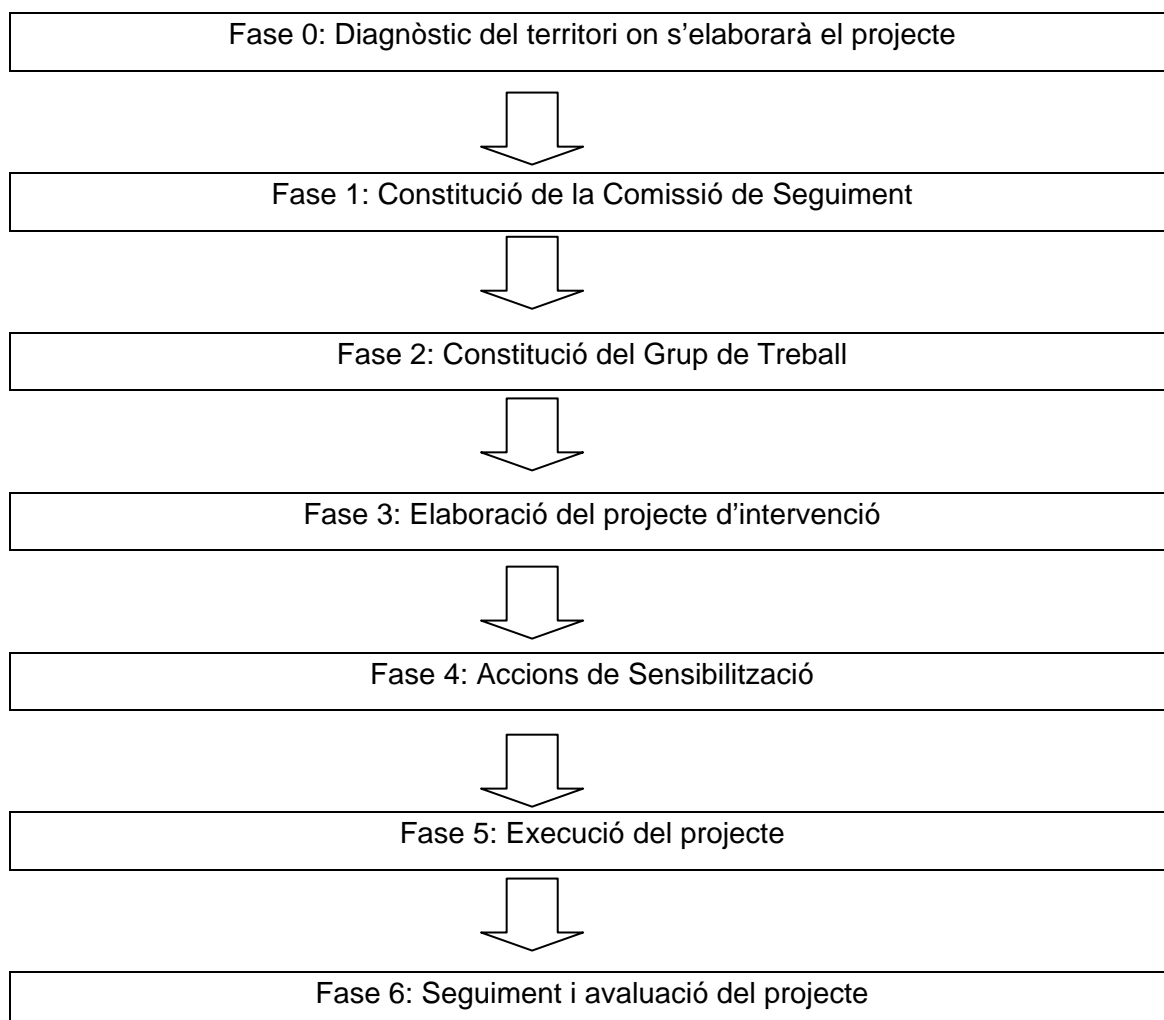 Fase 0: Diagnòstic del territori on s’elaborarà el projecte
Fase 1: Constitució de la Comissió de Seguiment
Fase 2: Constitució del Grup de Treball
Fase 3: Elaboració del projecte d’intervenció
Fase 4: Accions de Sensibilització
Fase 5: Execució del projecte
Fase 6: Seguiment i avaluació del projecte